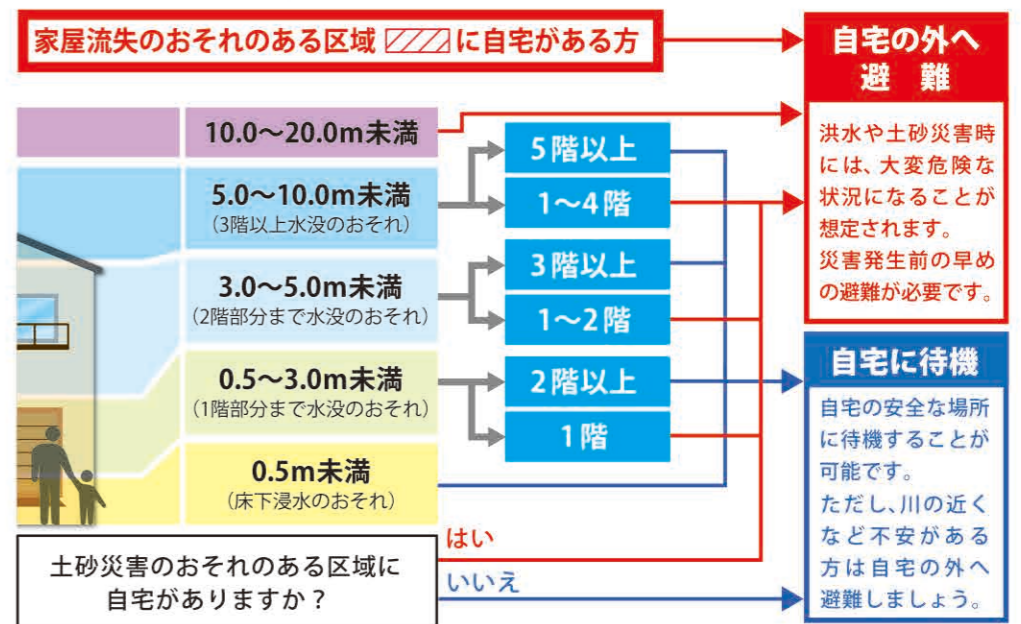 家屋流失のおそれのある区域 に自宅がある方
自宅の外へ
避難
洪水や土砂災害時
には、大変危険な
状況になることが
想定されます。
災害発生前の早め
の避難が必要です。
10.0〜20.0m未満
5.0〜10.0m未満
(3階以上水没のおそれ)
5階以上
1〜4階
3.0〜5.0m未満
(2階部分まで水没のおそれ)
3階以上
1〜2階
0.5〜3.0m未満
(1階部分まで水没のおそれ)
2階以上
1階
0.5m未満
(床下浸水のおそれ)
自宅に待機
自宅の安全な場所
に待機することが
可能です。
ただし、川の近く
など不安がある
方は自宅の外へ
避難しましょう。
土砂災害のおそれのある区域に
自宅がありますか？
はい
いいえ